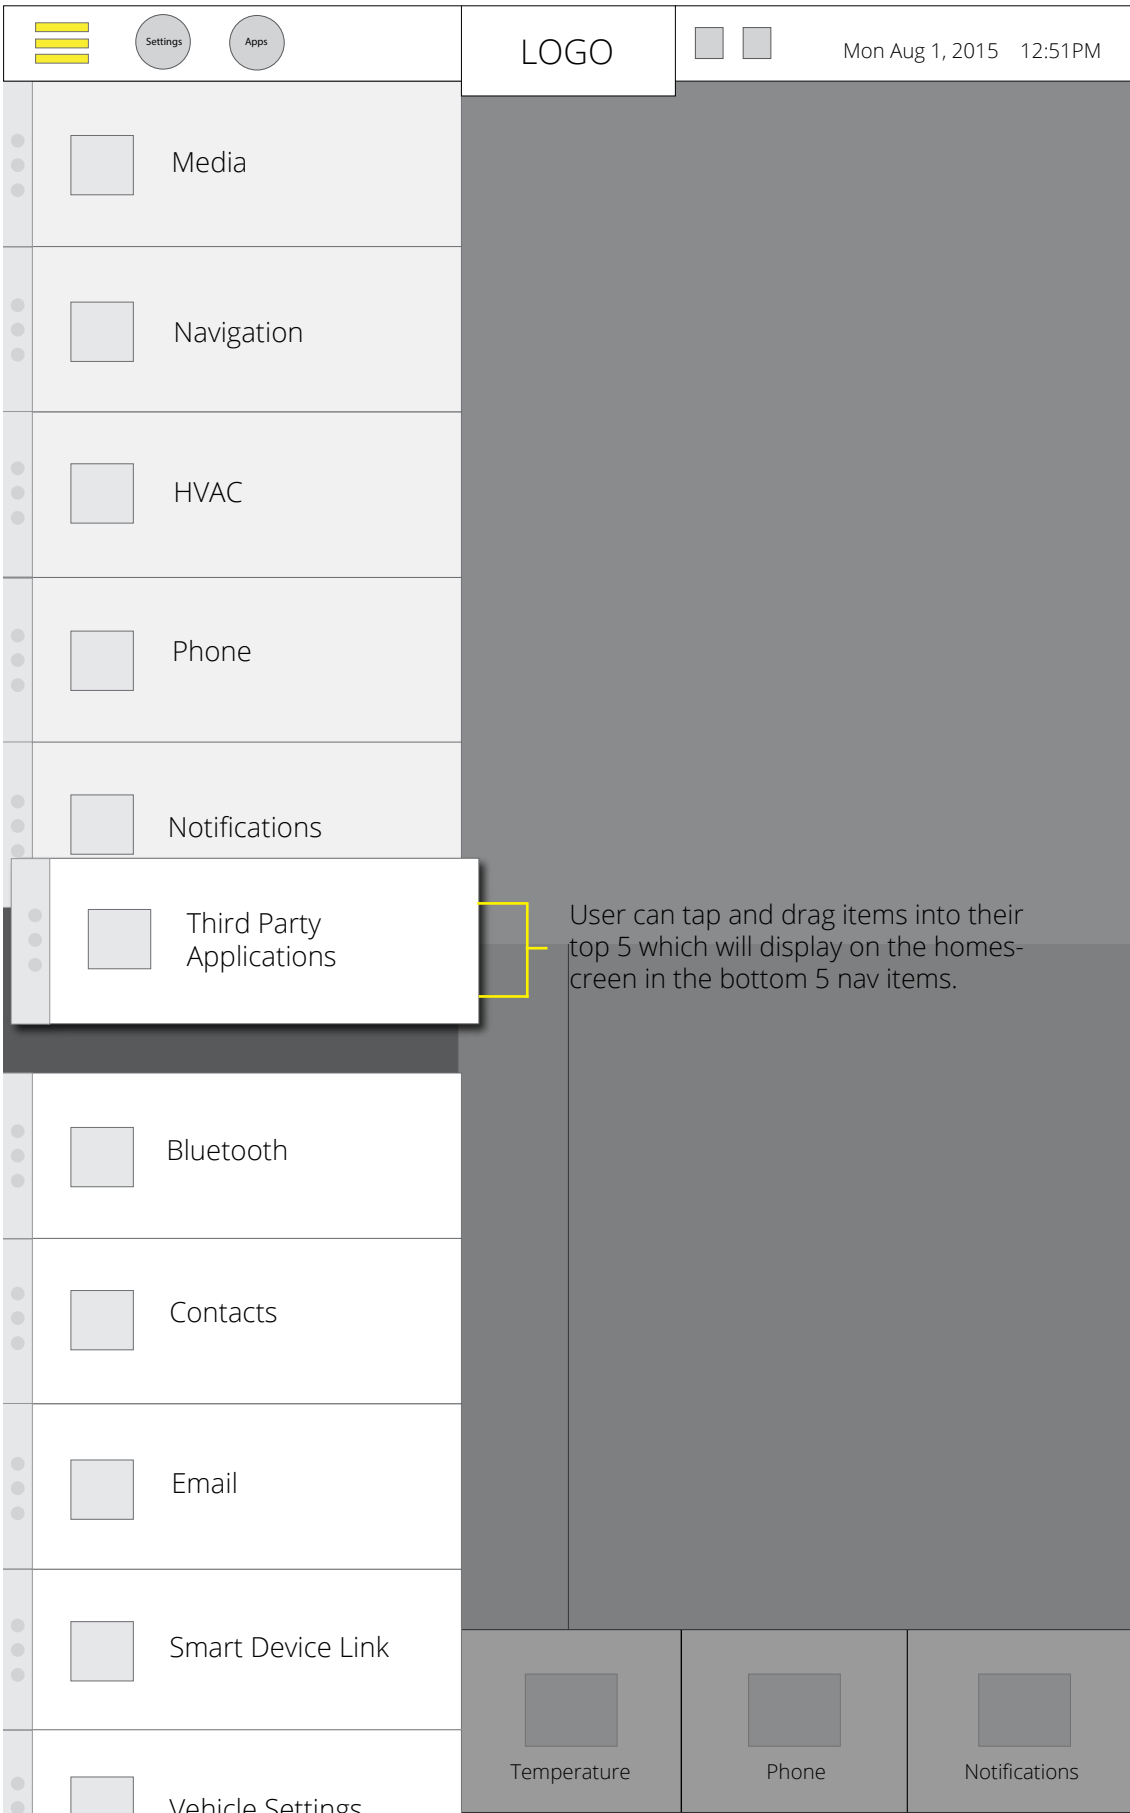 Settings
Apps
LOGO
Mon Aug 1, 2015 12:51PM
Media
Navigation
HVAC
Phone
Notifications
Third Party
Applications
User can tap and drag items into their
top 5 which will display on the homes-
creen in the bottom 5 nav items.
Bluetooth
Contacts
Email
Smart Device Link
Vehicle Settings
Temperature
Phone
Notifications